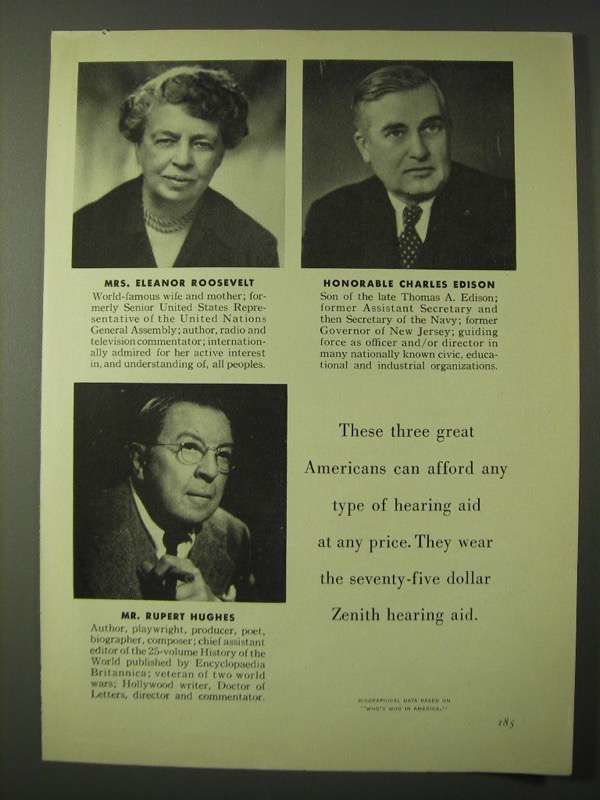 MRS. ELEANOR ROOSEVELT
World-famous wife and mother; for-
merly Senior United States Repre-
sentative of the United Nations
General Assembly; author, radio and
television commentator; internation-
ally admired for her active interest
in, and understanding of, all peoples.
HONORABLE CHARLES EDISON
Son of the late Thomas A. Edison;
former Assistant Secretary and
then Secretary of the Navy; former
Governor of New Jersey; guiding
force as officer and/or director in
many nationally known civic, educa-
tional and industrial organizations.
MR. RUPERT HUGHES
Author, playwright, producer, poet,
biographer, composer; chief assistant
editor of the 25-volume History of the
World published by Encyclopaedia
Britannica; veteran of two world
wars; Hollywood writer, Doctor of
Letters, director and commentator.
These three great
Americans can afford any
type of hearing aid
at any price. They wear
the seventy-five dollar
Zenith hearing aid.
BIOGRAPHICAL DATA BASED ON
"WHO'S WHO IN AMERICA."
185